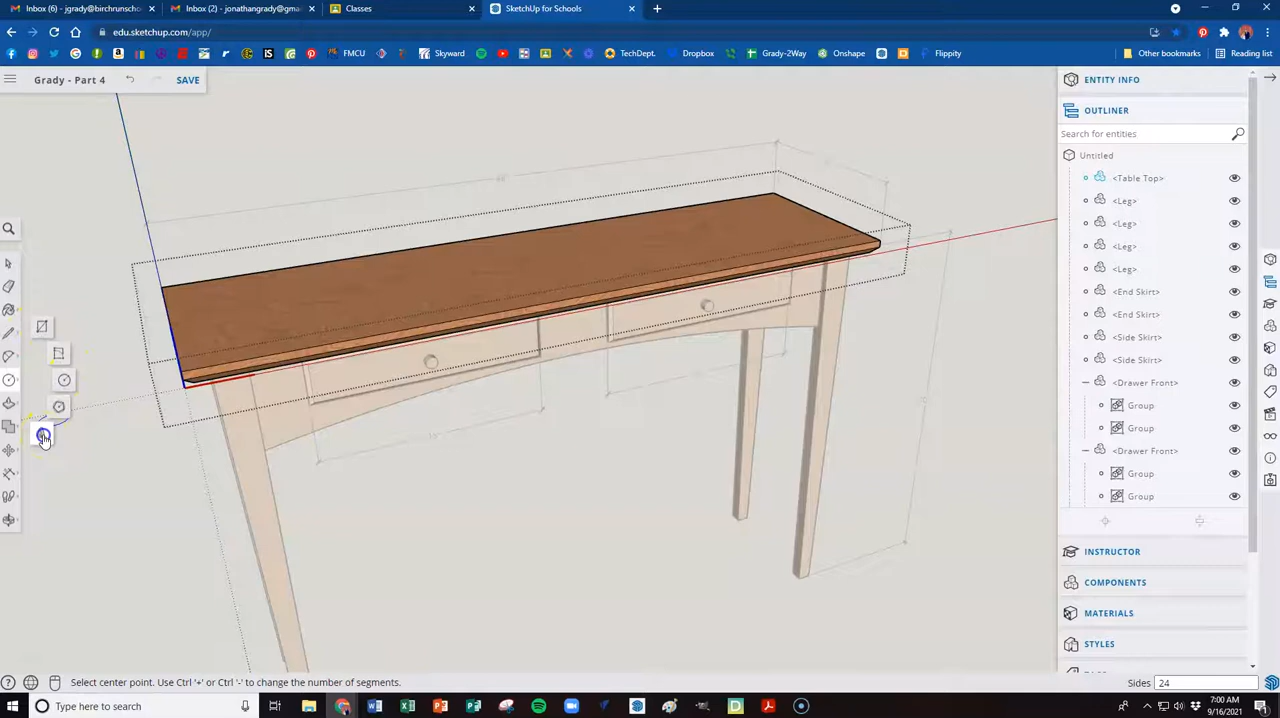 Inbox (6) - jgrady@birchrunscho
Inbox (2) - jonathangrady@gma
Classes
SketchUp for Schools
edu.sketchup.com/app/
FMCU
Skyward
TechDept.
Dropbox
Grady-2Way
Onshape
Flippity
Other bookmarks
Reading list
Grady - Part 4
SAVE
ENTITY INFO
OUTLINER
Search for entities
Untitled
<Table Top>
<Leg>
<Leg>
<Leg>
<Leg>
<End Skirt>
<End Skirt>
<Side Skirt>
<Side Skirt>
<Drawer Front>
Group
Group
<Drawer Front>
Group
Group
INSTRUCTOR
COMPONENTS
MATERIALS
STYLES
Select center point. Use Ctrl '+' or Ctrl '-' to change the number of segments.
Sides
24
Type here to search
7:00 AM
9/16/2021